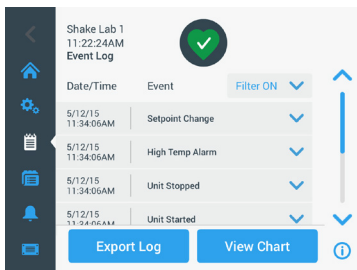 Shake Lab 1
11:22:24AM
Event Log
Date/Time Event Filter ON
5/12/15
11:34:06AM
Setpoint Change
5/12/15
11:34:06AM
High Temp Alarm
5/12/15
11:34:06AM
Unit Stopped
5/12/15
11:34:06AM
Unit Started
Export Log View Chart